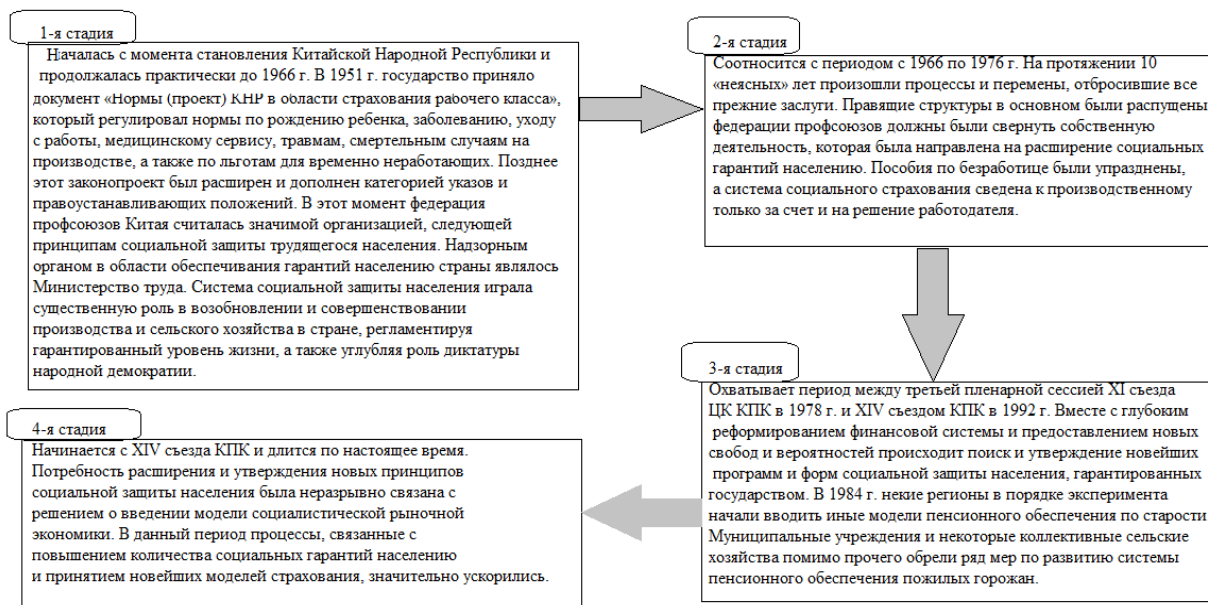 1-я стадия
Началась с момента становления Китайской Народной Республики и
продолжалась практически до 1966 г. В 1951 г. государство приняло
документ «Нормы (проект) КНР в области страхования рабочего класса»,
который регулировал нормы по рождению ребенка, заболеванию, уходу
с работы, медицинскому сервису, травмам, смертельным случаям на
производстве, а также по льготам для временно неработающих. Позднее
этот законопроект был расширен и дополнен категорией указов и
правоустанавливающих положений. В этот момент федерация
профсоюзов Китая считалась значимой организацией, следующей
принципам социальной защиты трудящегося населения. Надзорным
органом в области обеспечивания гарантий населению страны являлось
Министерство труда. Система социальной защиты населения играла
существенную роль в возобновлении и совершенствовании
производства и сельского хозяйства в стране, регламентируя
гарантированный уровень жизни, а также углубляя роль диктатуры
народной демократии.
2-я стадия
Соотносится с периодом с 1966 по 1976 г. На протяжении 10
«неясных» лет произошли процессы и перемены, отбросившие все
прежние заслуги. Правящие структуры в основном были распущены
федерации профсоюзов должны были свернуть собственную
деятельность, которая была направлена на расширение социальных
гарантий населению. Пособия по безработице были упразднены,
а система социального страхования сведена к производственному
только за счет и на решение работодателя.
3-я стадия
Охватывает период между третьей пленарной сессией XI съезда
ЦК КПК в 1978 г. и XIV съездом КПК в 1992 г. Вместе с глубоким
реформированием финансовой системы и предоставлением новых
свобод и вероятностей происходит поиск и утверждение новейших
программ и форм социальной защиты населения, гарантированных
государством. В 1984 г. некие регионы в порядке эксперимента
начали вводить иные модели пенсионного обеспечения по старости
Муниципальные учреждения и некоторые коллективные сельские
хозяйства помимо прочего обрели ряд мер по развитию системы
пенсионного обеспечения пожилых горожан.
4-я стадия
Начинается с XIV съезда КПК и длится по настоящее время.
Потребность расширения и утверждения новых принципов
социальной защиты населения была неразрывно связана с
решением о введении модели социалистической рыночной
экономики. В данный период процессы, связанные с
повышением количества социальных гарантий населению
и принятием новейших моделей страхования, значительно ускорились.